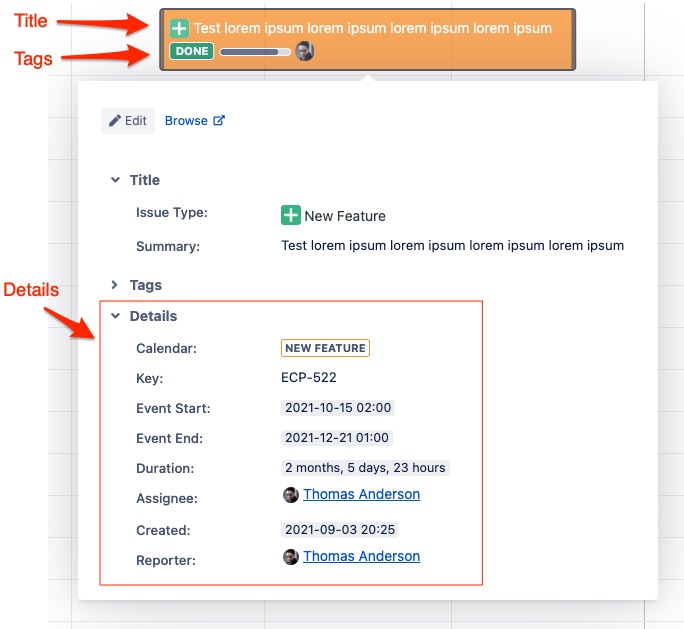 Title
Test lorem ipsum lorem ipsum lorem ipsum lorem ipsum
Tags
DONE
Edit Browse
Title
Issue Type: New Feature
Summary: Test lorem ipsum lorem ipsum lorem ipsum lorem ipsum
Tags
Details
Details
Calendar: NEW FEATURE
Key: ECP-522
Event Start: 2021-10-15 02:00
Event End: 2021-12-21 01:00
Duration: 2 months, 5 days, 23 hours
Assignee: Thomas Anderson
Created: 2021-09-03 20:25
Reporter: Thomas Anderson